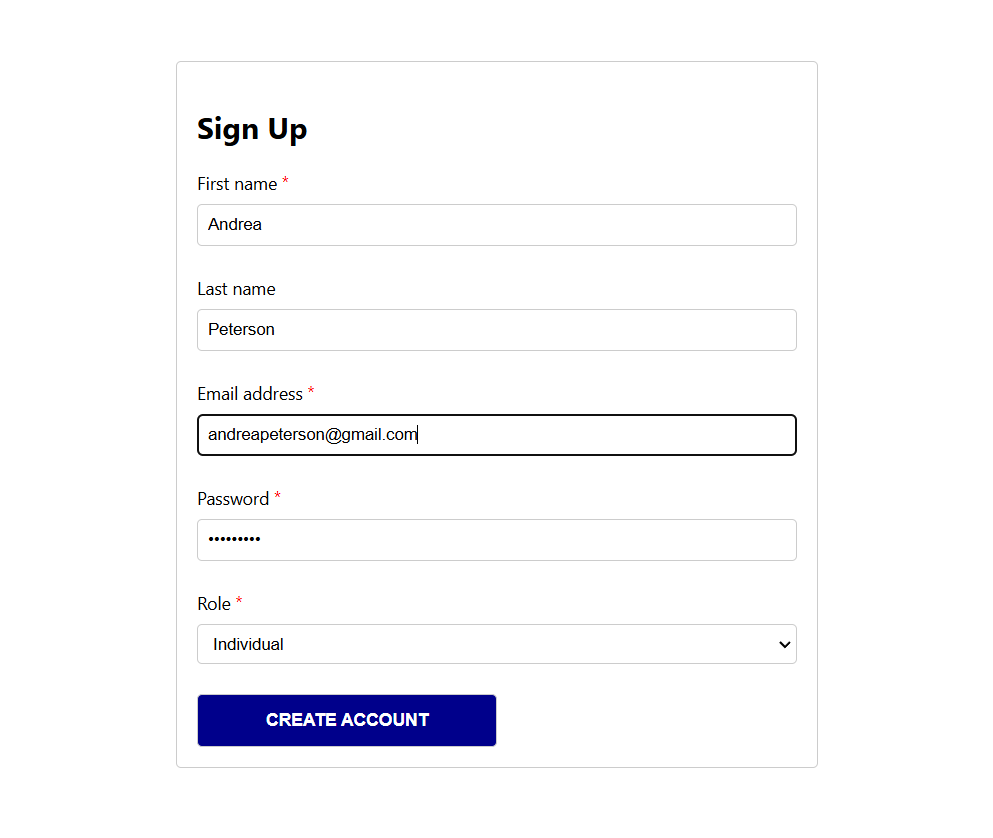 Sign Up
First name *
Andrea
Last name
Peterson
Email address *
andreapeterson@gmail.com
Password *
•••••••••
Role *
Individual
CREATE ACCOUNT